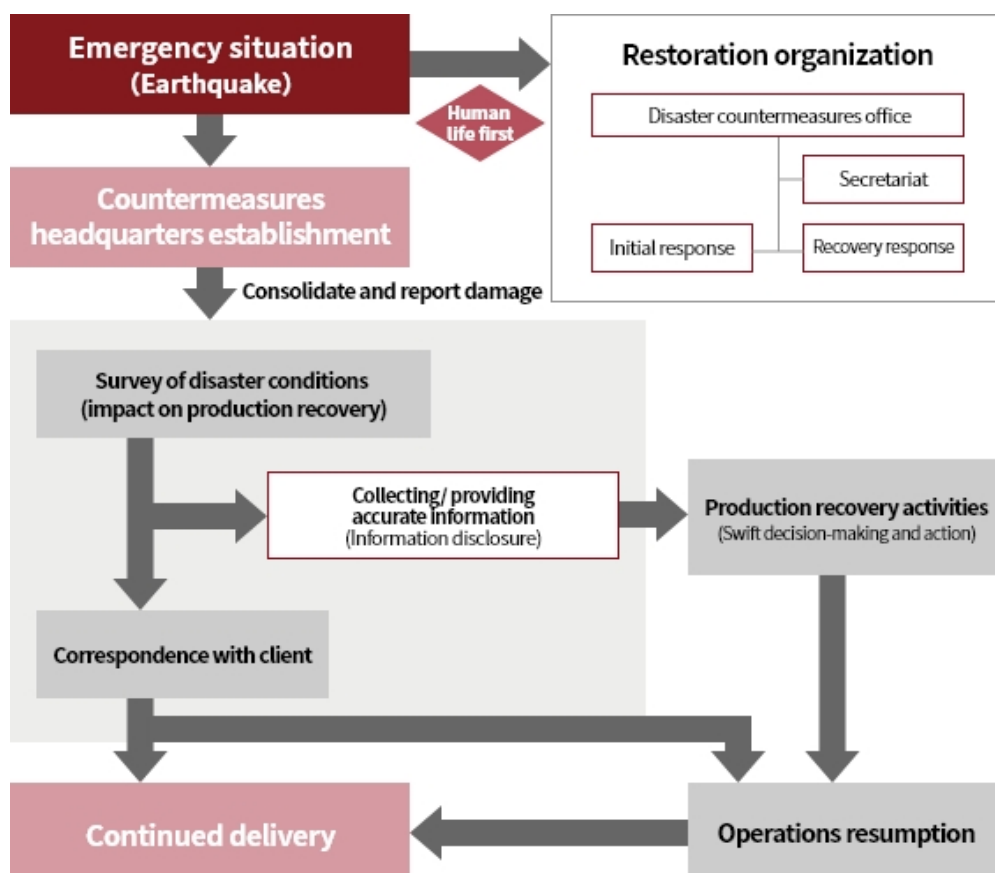 Emergency situation
(Earthquake)
Human
life first
Restoration organization
Disaster countermeasures office
Secretariat
Initial response
Recovery response
Countermeasures
headquarters establishment
Consolidate and report damage
Survey of disaster conditions
(impact on production recovery)
Collecting/ providing
accurate information
(Information disclosure)
Production recovery activities
(Swift decision-making and action)
Correspondence with client
Continued delivery
Operations resumption